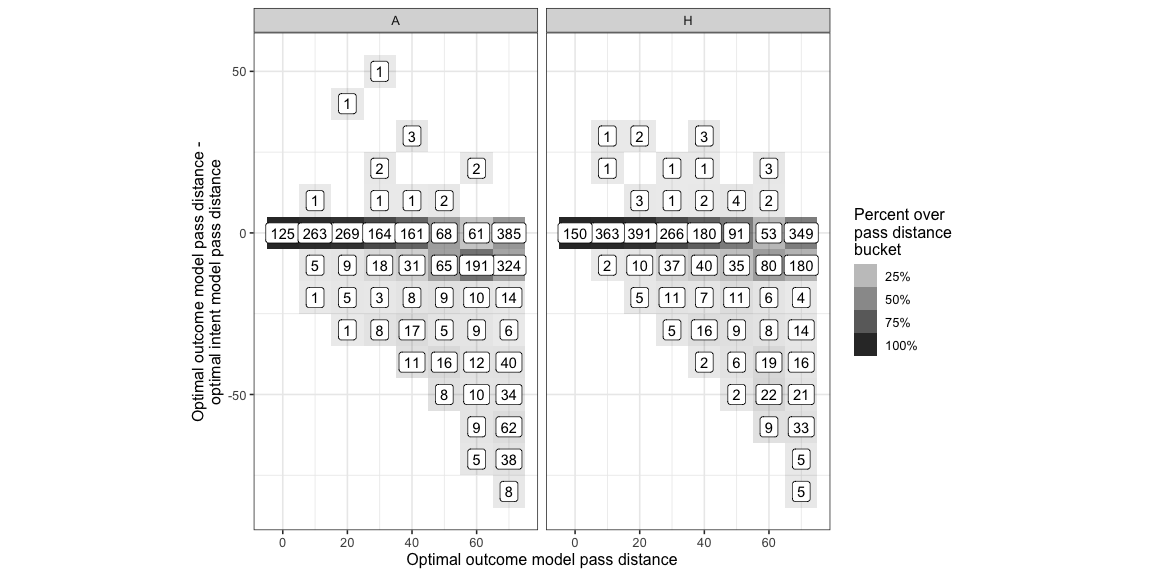 A H
50
1
1
3 1 2 3
2 2 1 1 1 3
1 1 1 2 3 1 2 4 2
0 125 263 269 164 161 68 61 385 150 363 391 266 180 91 53 349
5 9 18 31 65 191 324 2 10 37 40 35 80 180
1 5 3 8 9 10 14 5 11 7 11 6 4
1 8 17 5 9 6 5 16 9 8 14
11 16 12 40 2 6 19 16
-50 8 10 34 2 22 21
9 62 9 33
5 38 5
8 5
0 20 40 60 0 20 40 60
Optimal outcome model pass distance
Optimal outcome model pass distance -
optimal intent model pass distance
Percent over
pass distance
bucket
25%
50%
75%
100%